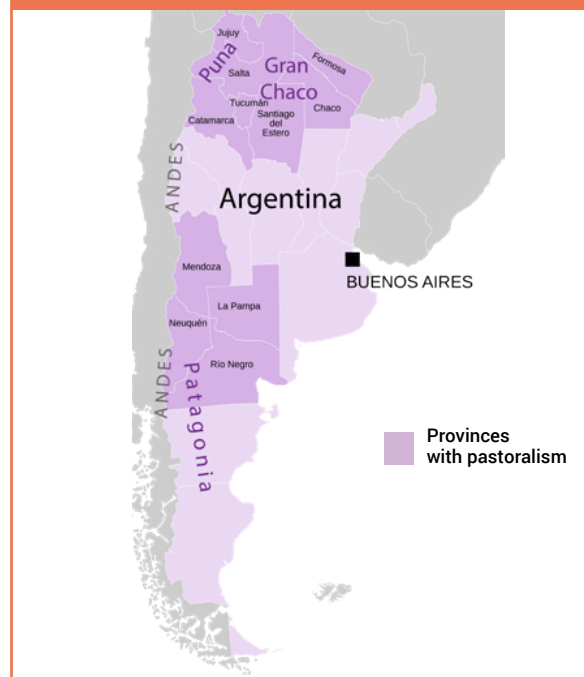 Jujuy
Puna
Gran
Chaco
Formosa
Salta
Tucumán
Catamarca
Santiago
del
Estero
Chaco
ANDES
Argentina
Mendoza
BUENOS AIRES
La Pampa
Neuquén
ANDES
Río Negro
Patagonia
Provinces
with pastoralism